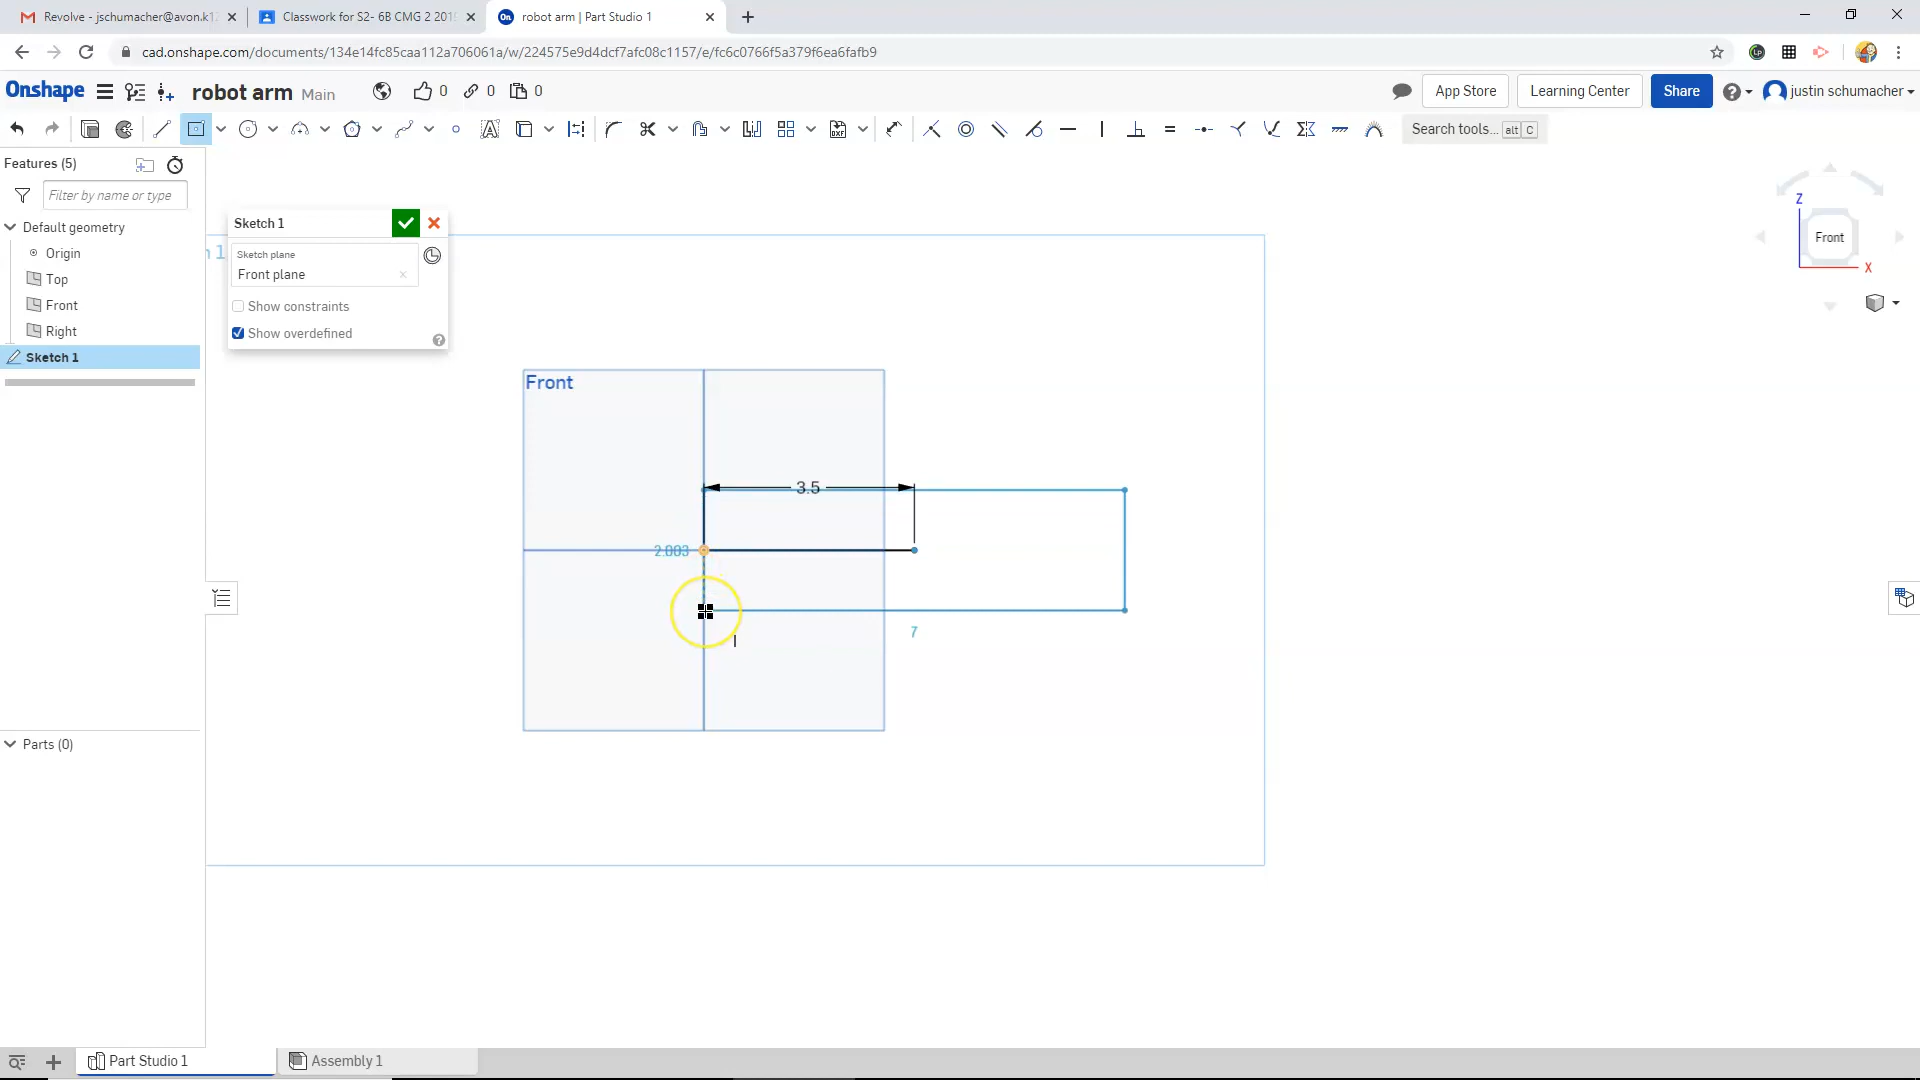 Revolve - jschumacher@avon.k1
Classwork for S2- 6B CMG 2 201
robot arm | Part Studio 1
cad.onshape.com/documents/134e14fc85caa112a706061a/w/224575e9d4dcf7afc08c1157/e/fc6c0766f5a379f6ea6fafb9
Onshape robot arm Main 0 0 0
App Store Learning Center Share justin schumacher
Search tools... alt C
Features (5)
Filter by name or type
Default geometry
Origin
Top
Front
Right
Sketch 1
Parts (0)
Sketch 1
Sketch plane
Front plane
Show constraints
Show overdefined
Front
3.5
2.003
7
Z
Front
X
Part Studio 1
Assembly 1